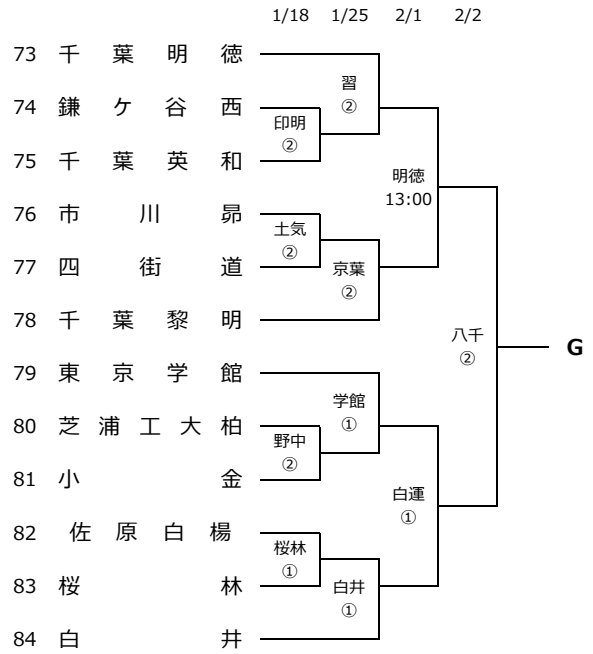 1/18 1/25 2/1 2/2
73 千葉明徳
習
②
74 鎌ケ谷西
印明
②
75 千葉英和
明徳
13:00
76 市川昴
土気
②
77 四街道
京葉
②
78 千葉黎明
八千
②
G
79 東京学館
学館
①
80 芝浦工大柏
野中
②
81 小金
白運
①
82 佐原白楊
桜林
①
83 桜林
白井
①
84 白井